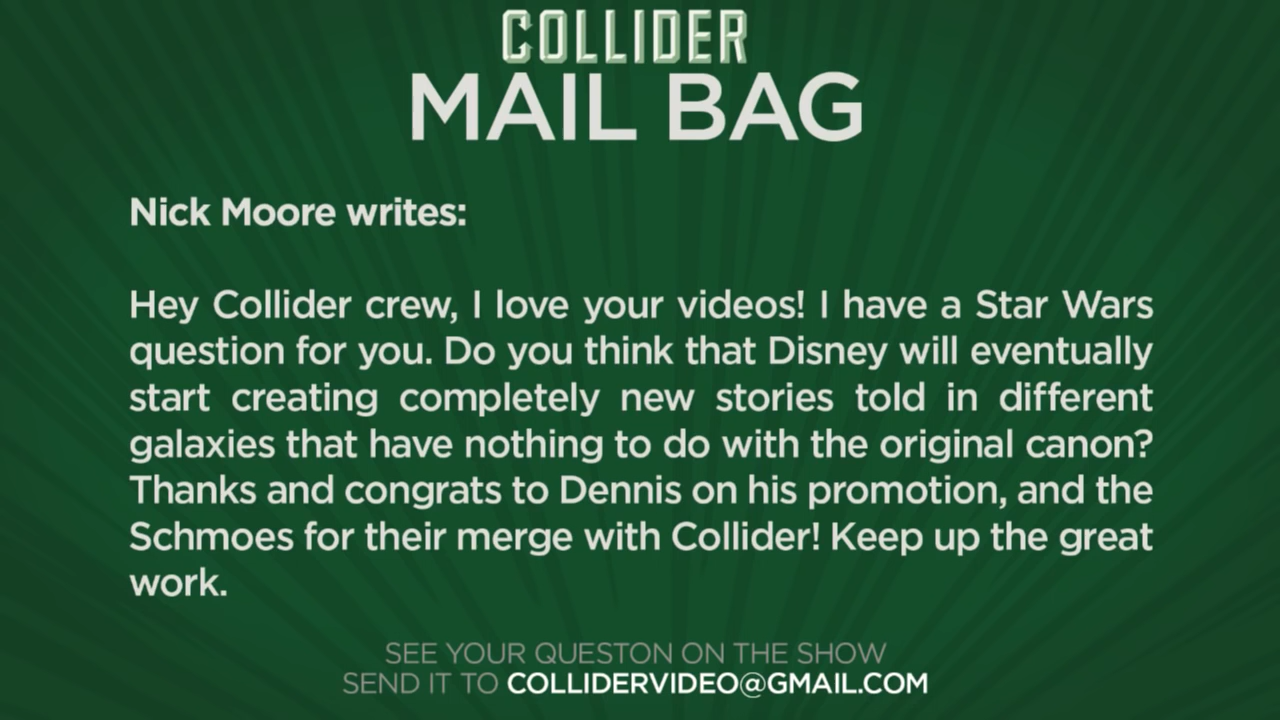 COLLIDER
MAIL BAG
Nick Moore writes:
Hey Collider crew, I love your videos! I have a Star Wars
question for you. Do you think that Disney will eventually
start creating completely new stories told in different
galaxies that have nothing to do with the original canon?
Thanks and congrats to Dennis on his promotion, and the
Schmoes for their merge with Collider! Keep up the great
work.
SEE YOUR QUESTON ON THE SHOW
SEND IT TO COLLIDERVIDEO@GMAIL.COM